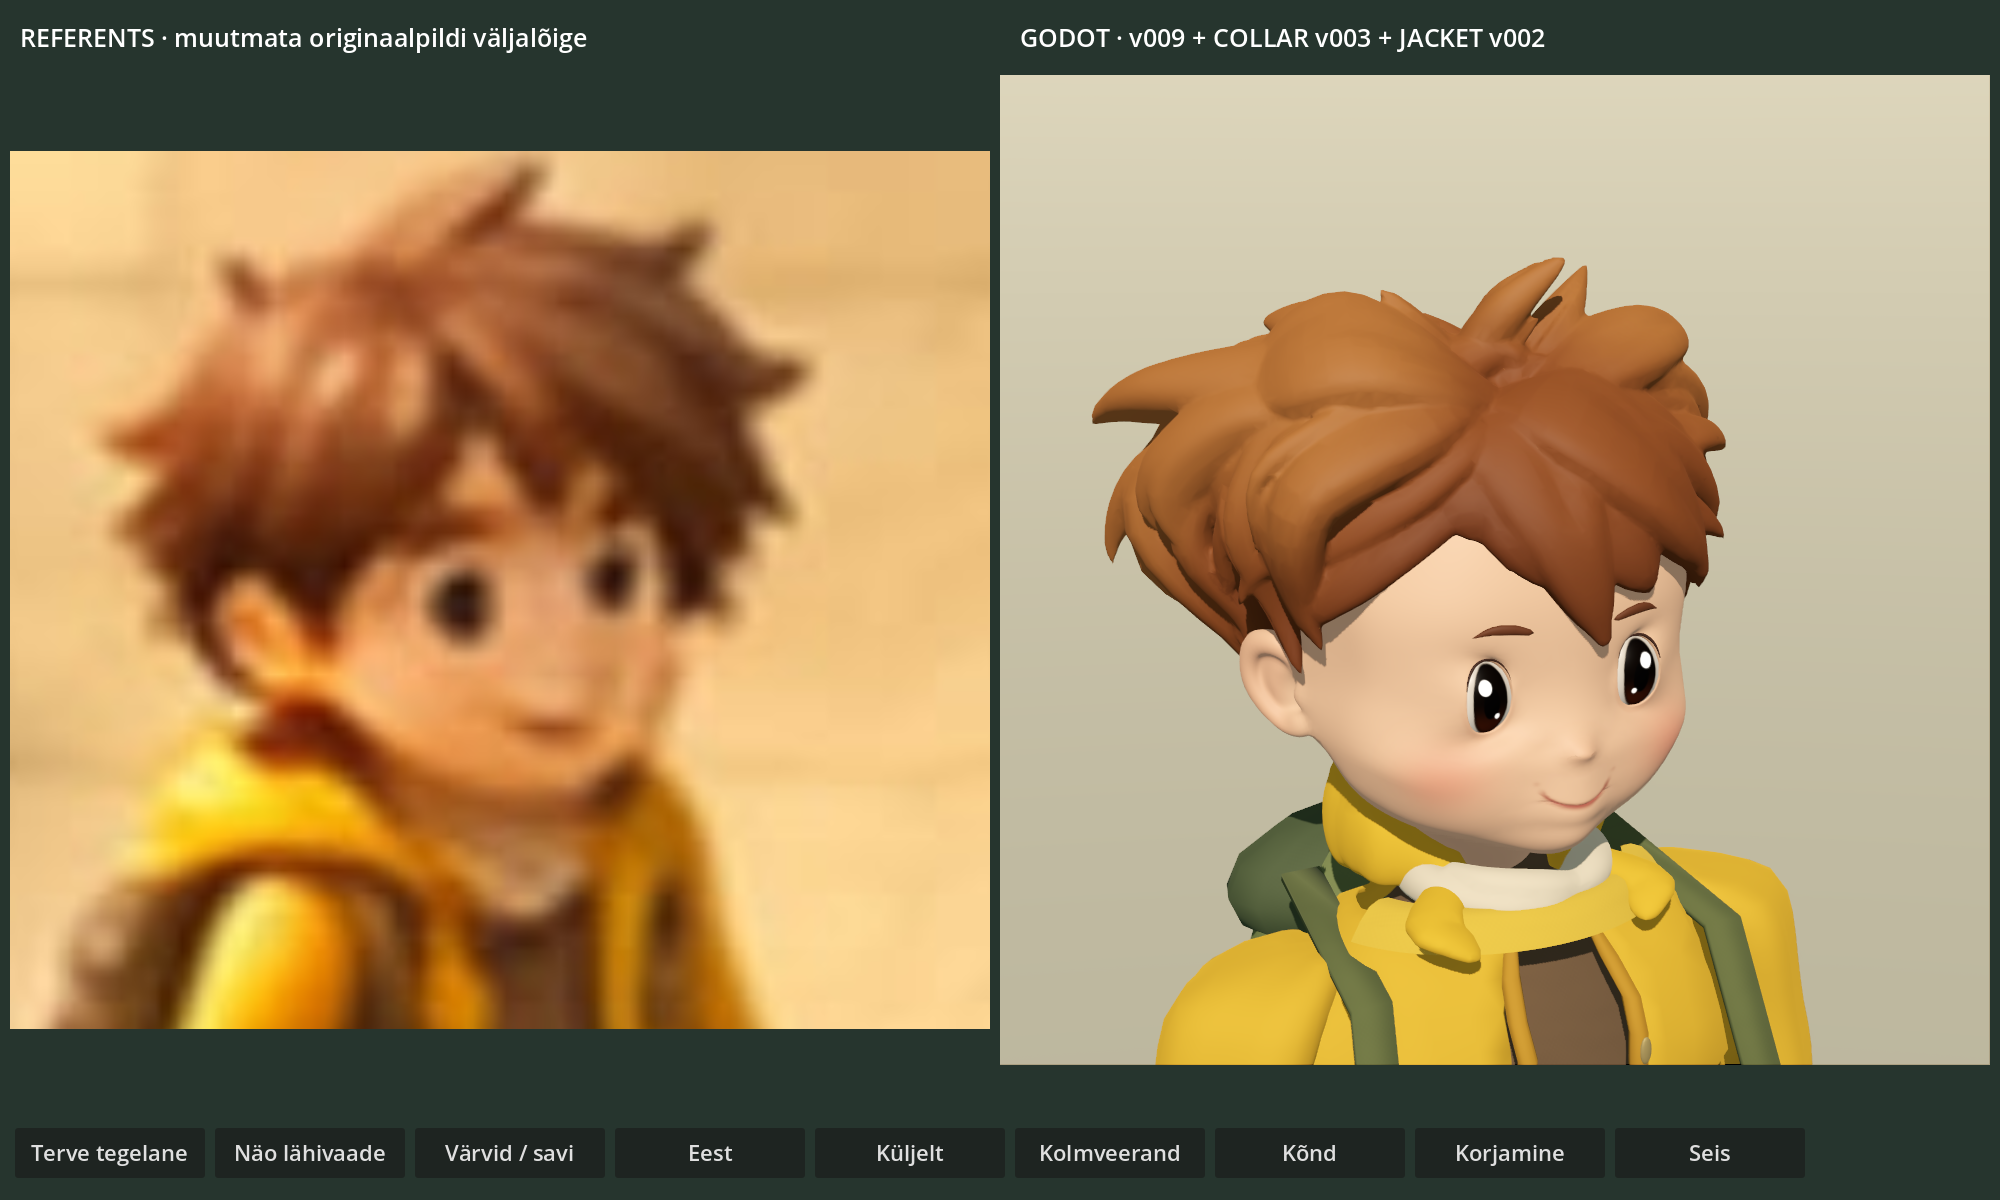 REFERENTS · muutmata originaalpildi väljalõige
GODOT · v009 + COLLAR v003 + JACKET v002
Terve tegelane
Näo lähivaade
Värvid / savi
Eest
Küljelt
Kolmveerand
Kõnd
Korjamine
Seis